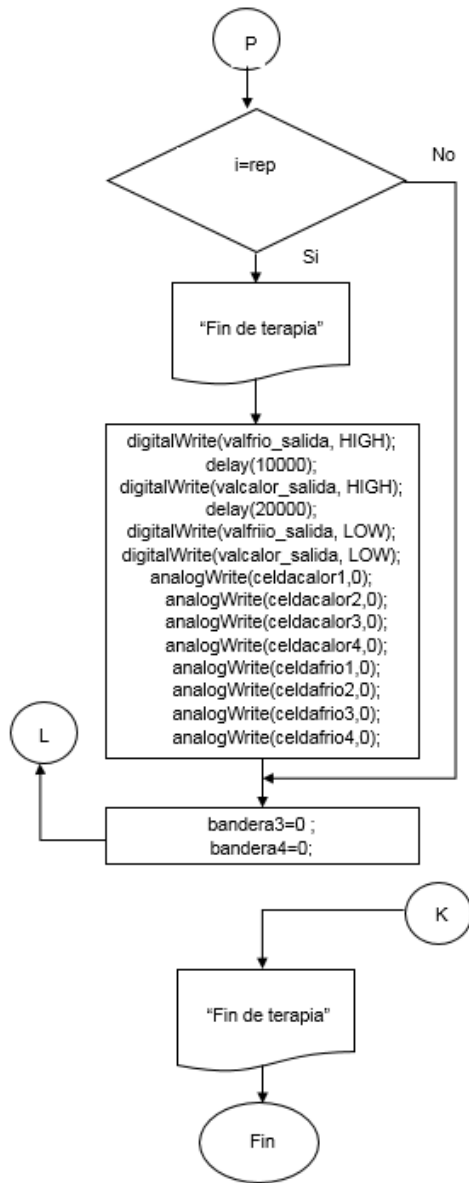 P
i=rep
No
Si
“Fin de terapia”
digitalWrite(valfrio_salida, HIGH);
delay(10000);
digitalWrite(valcalor_salida, HIGH);
delay(20000);
digitalWrite(valfriio_salida, LOW);
digitalWrite(valcalor_salida, LOW);
analogWrite(celdacalor1,0);
analogWrite(celdacalor2,0);
analogWrite(celdacalor3,0);
analogWrite(celdacalor4,0);
analogWrite(celdafrio1,0);
analogWrite(celdafrio2,0);
analogWrite(celdafrio3,0);
analogWrite(celdafrio4,0);
L
bandera3=0 ;
bandera4=0;
K
“Fin de terapia”
Fin